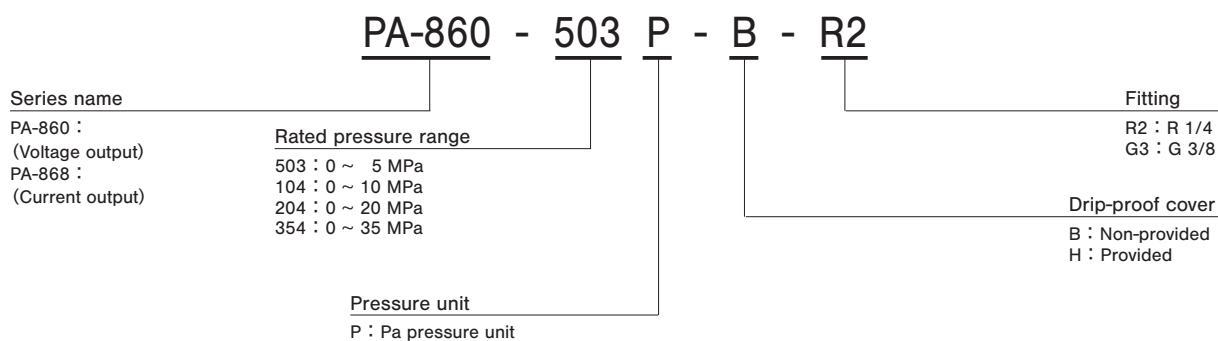 PA-860 - 503 P - B - R2
Series name
PA-860：
（Voltage output）
PA-868：
（Current output）
Rated pressure range
503：0 ~ 5 MPa
104：0 ~ 10 MPa
204：0 ~ 20 MPa
354：0 ~ 35 MPa
Pressure unit
P：Pa pressure unit
Fitting
R2：R 1/4
G3：G 3/8
Drip-proof cover
B：Non-provided
H：Provided